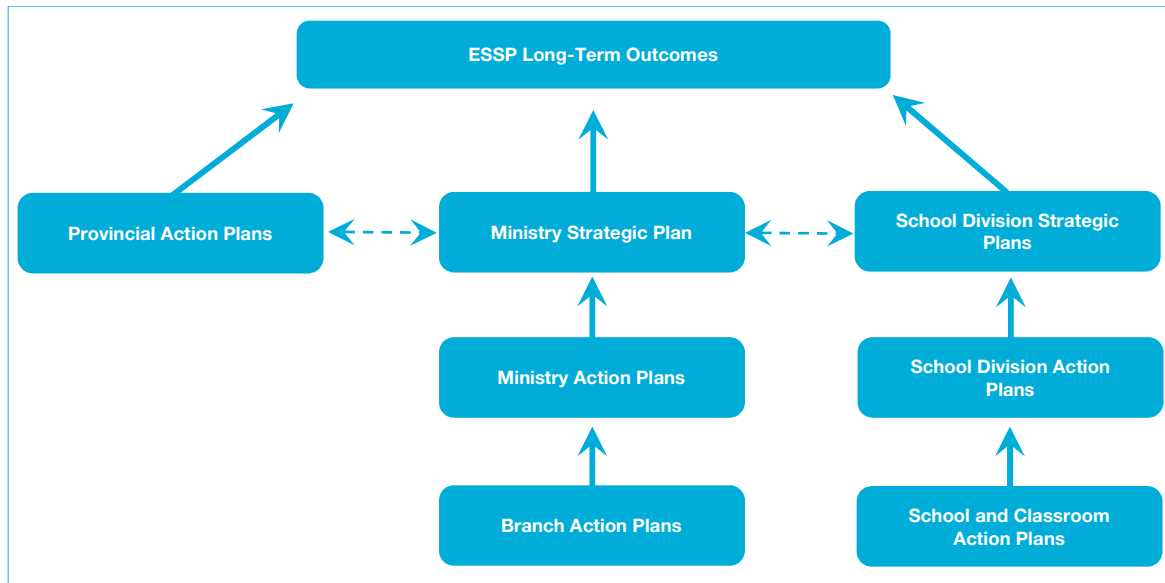 ESSP Long-Term Outcomes
Provincial Action Plans
Ministry Strategic Plan
School Division Strategic
Plans
Ministry Action Plans
School Division Action
Plans
Branch Action Plans
School and Classroom
Action Plans